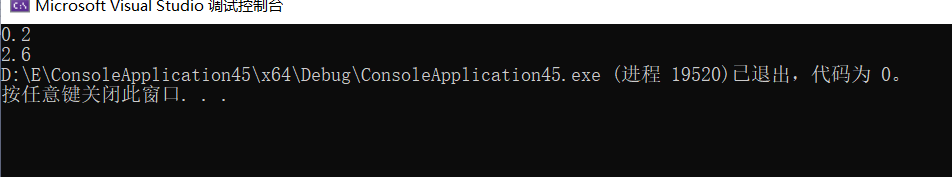 Microsoft Visual Studio 调试控制台
0.2
2.6
D:\E\ConsoleApplication45\x64\Debug\ConsoleApplication45.exe (进程 19520)已退出，代码为 0。
按任意键关闭此窗口. . .